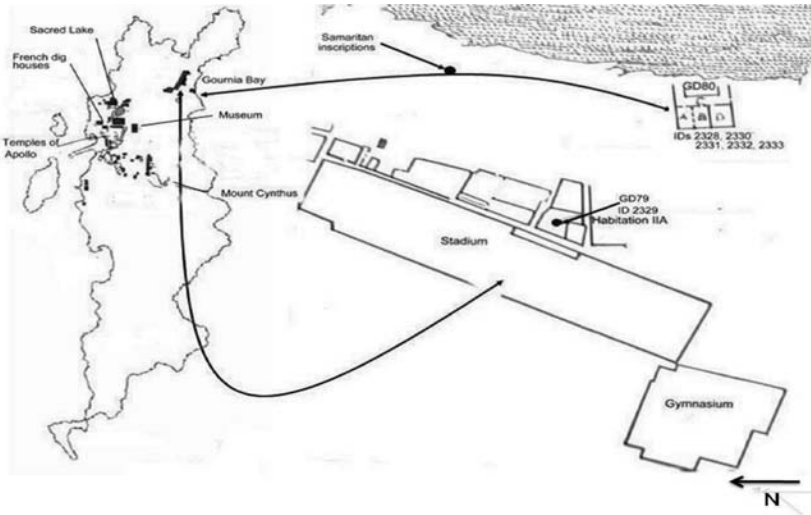 Sacred Lake
French dig
houses
Gournia Bay
Museum
Temples of
Apollo
Mount Cynthus
Samaritan
inscriptions
GD80
A B D
IDs 2328, 2330
2331, 2332, 2333
GD79
ID 2329
Habitation IIA
Stadium
Gymnasium
N